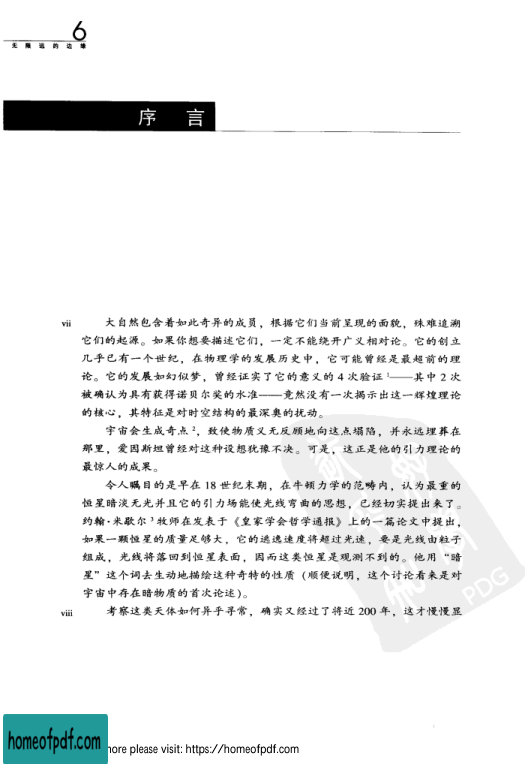 6
无限远的边缘
序 言
vii 大自然包含着如此奇异的成员，根据它们当前呈现的面貌，殊难追溯
它们的起源。如果你想要描述它们，一定不能绕开广义相对论。它的创立
几乎已有一个世纪，在物理学的发展历史中，它可能曾经是最超前的理
论。它的发展如幻似梦，曾经证实了它的意义的 4 次验证1——其中 2 次
被确认为具有获得诺贝尔奖的水准——竟然没有一次揭示出这一辉煌理论
的核心，其特征是对时空结构的最深奥的扰动。
宇宙会生成奇点2，致使物质义无反顾地向这点塌陷，并永远埋葬在
那里，爱因斯坦曾经对这种设想犹豫不决。可是，这正是他的引力理论的
最惊人的成果。
令人瞩目的是早在 18 世纪末期，在牛顿力学的范畴内，认为最重的
恒星暗淡无光并且它的引力场能使光线弯曲的思想，已经切实提出来了。
约翰·米歇尔3牧师在发表于《皇家学会哲学通报》上的一篇论文中提出，
如果一颗恒星的质量足够大，它的逃逸速度将超过光速，要是光线由粒子
组成，光线将落回到恒星表面，因而这类恒星是观测不到的。他用“暗
星”这个词去生动地描绘这种奇特的性质（顺便说明，这个讨论看来是对
宇宙中存在暗物质的首次论述）。
viii 考察这类天体如何异乎寻常，确实又经过了将近 200 年，这才慢慢显
PDG
homeofpdf.com
more please visit: https://homeofpdf.com